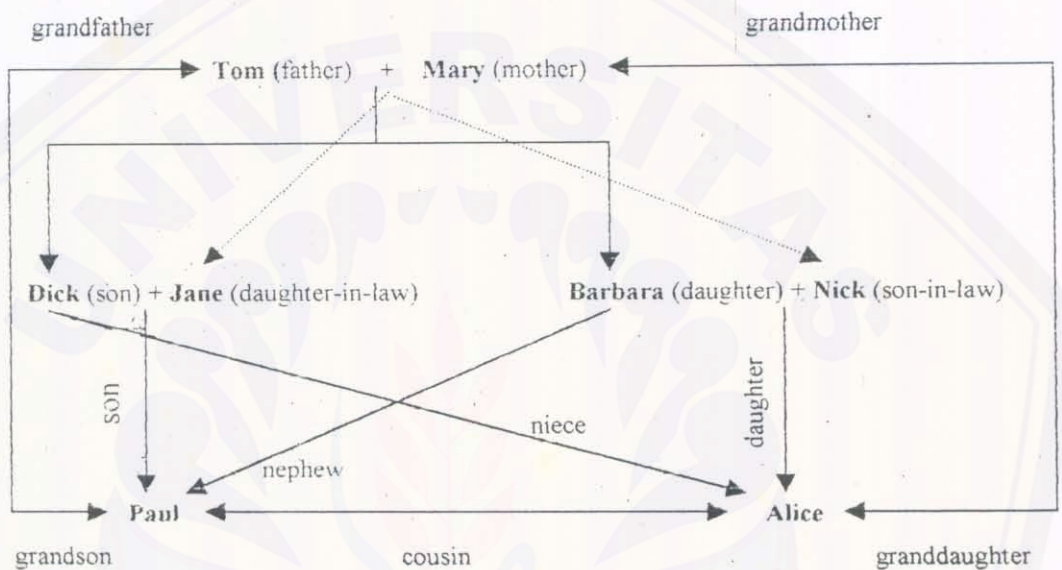 grandfather grandmother
Tom (father) + Mary (mother)
UNIVERSITAS
Dick (son) + Jane (daughter-in-law) Barbara (daughter) + Nick (son-in-law)
son
daughter
niece
nephew
Paul Alice
grandson cousin granddaughter